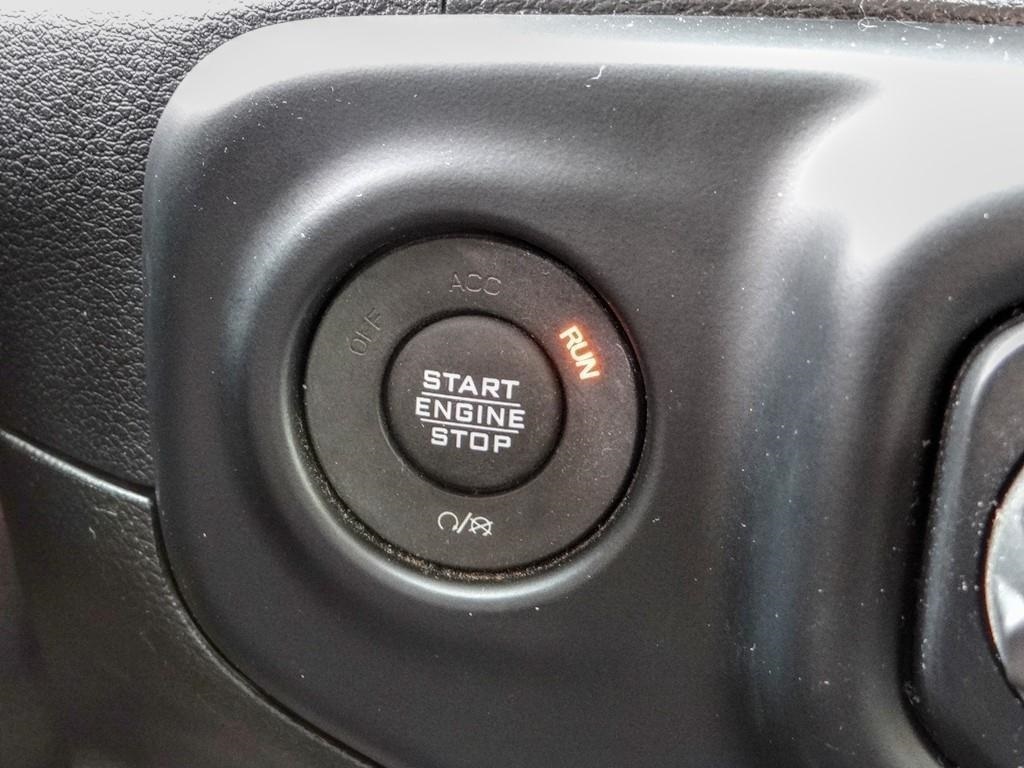 ACC
OFF
RUN
START
ENGINE
STOP